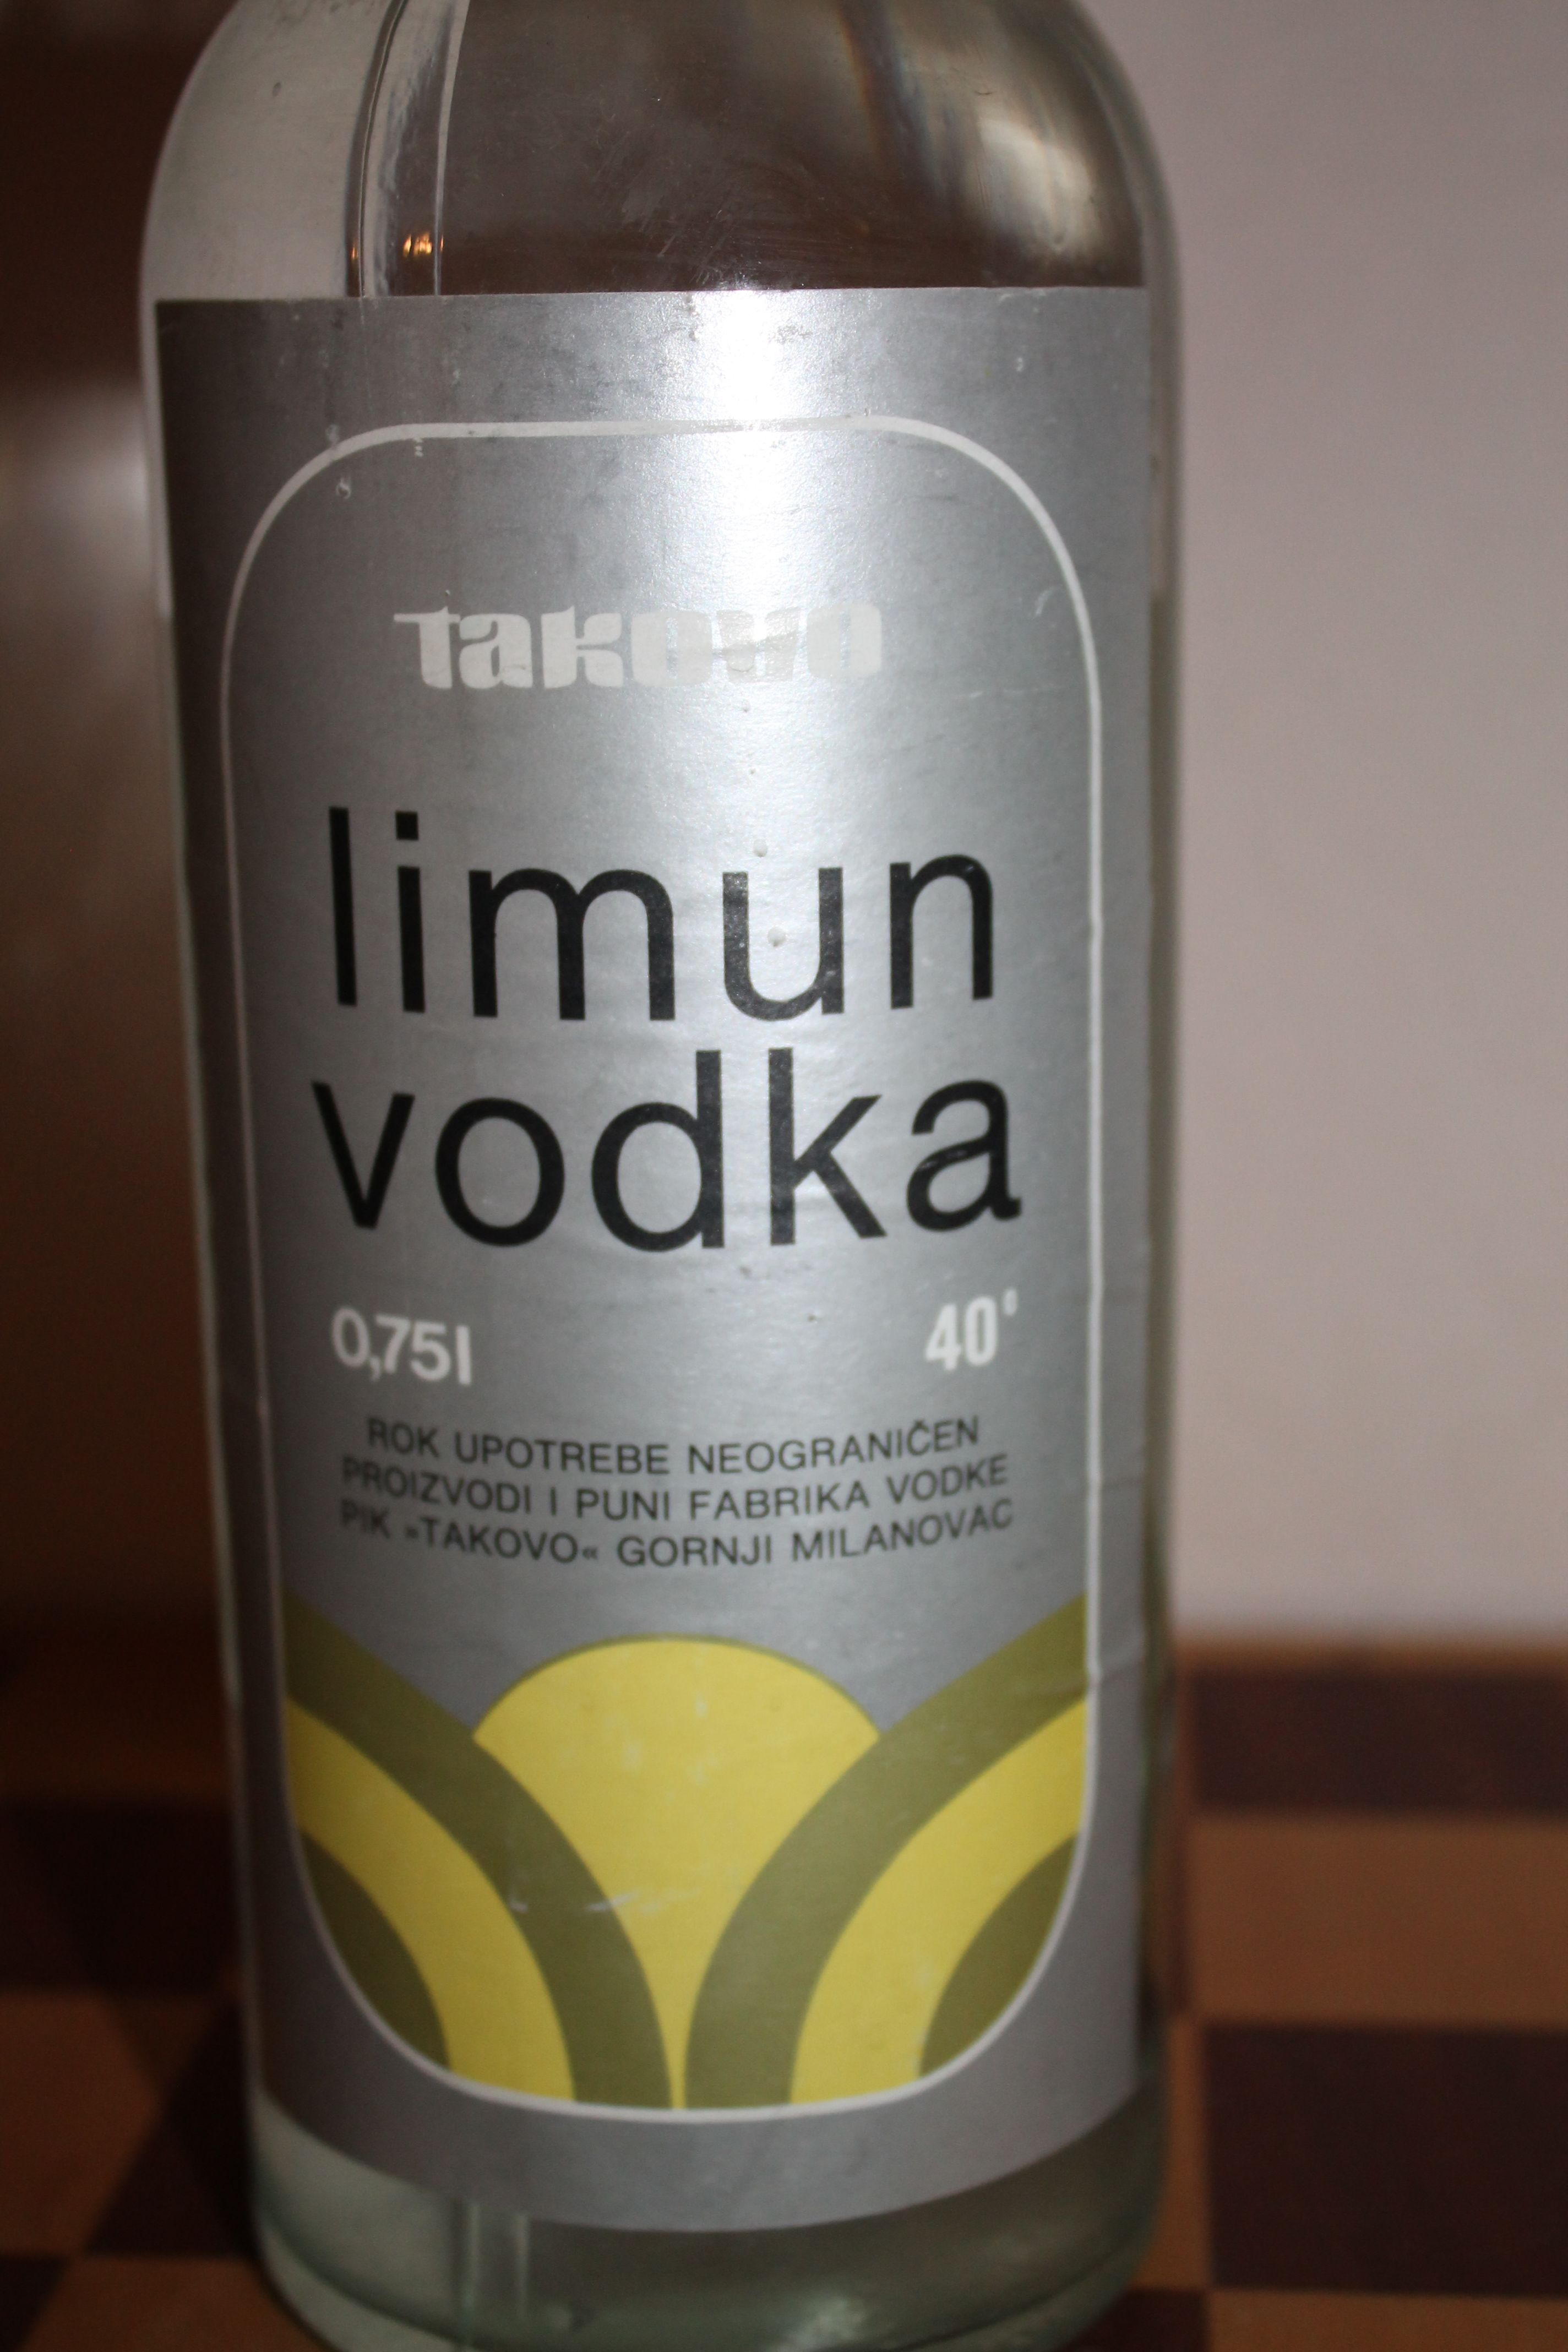 takovo
limun
vodka
0,75l 40°
ROK UPOTREBE NEOGRANIČEN
PROIZVODI I PUNI FABRIKA VODKE
PIK »TAKOVO« GORNJI MILANOVAC